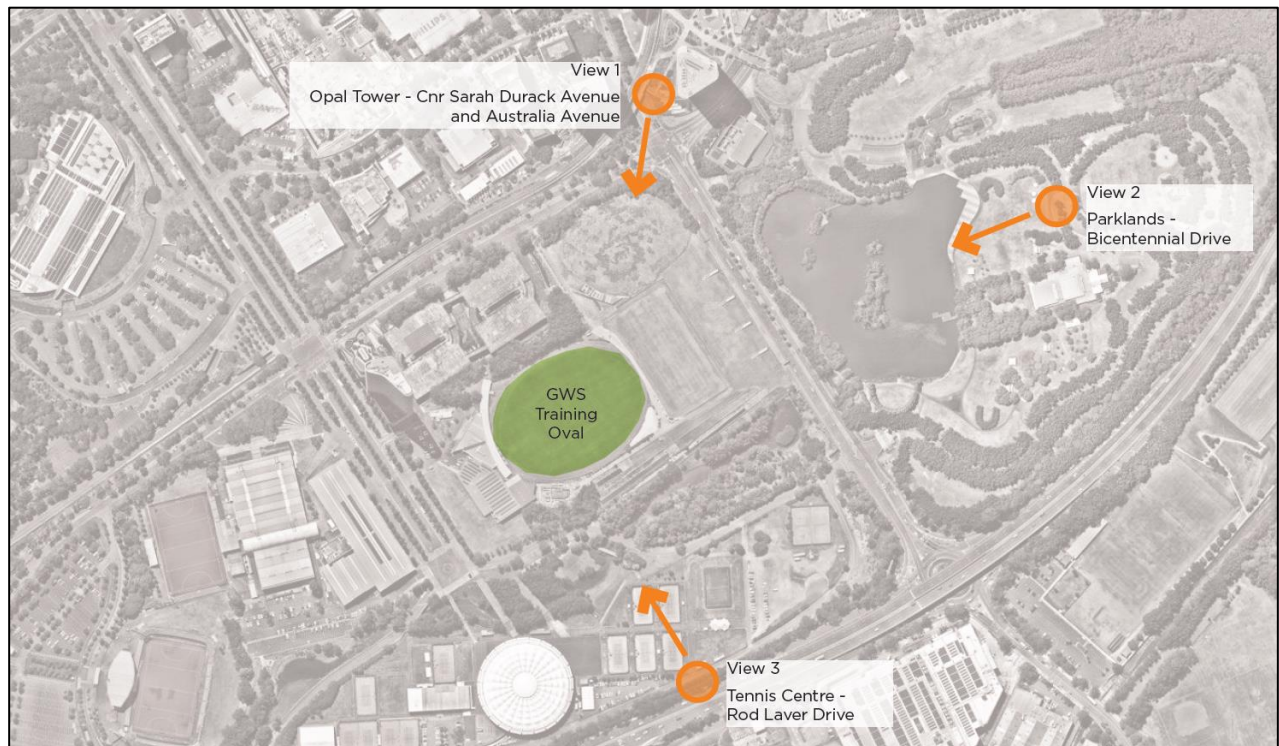 View 1
Opal Tower - Cnr Sarah Durack Avenue
and Australia Avenue
View 2
Parklands -
Bicentennial Drive
GWS
Training
Oval
View 3
Tennis Centre -
Rod Laver Drive
PHILIPS